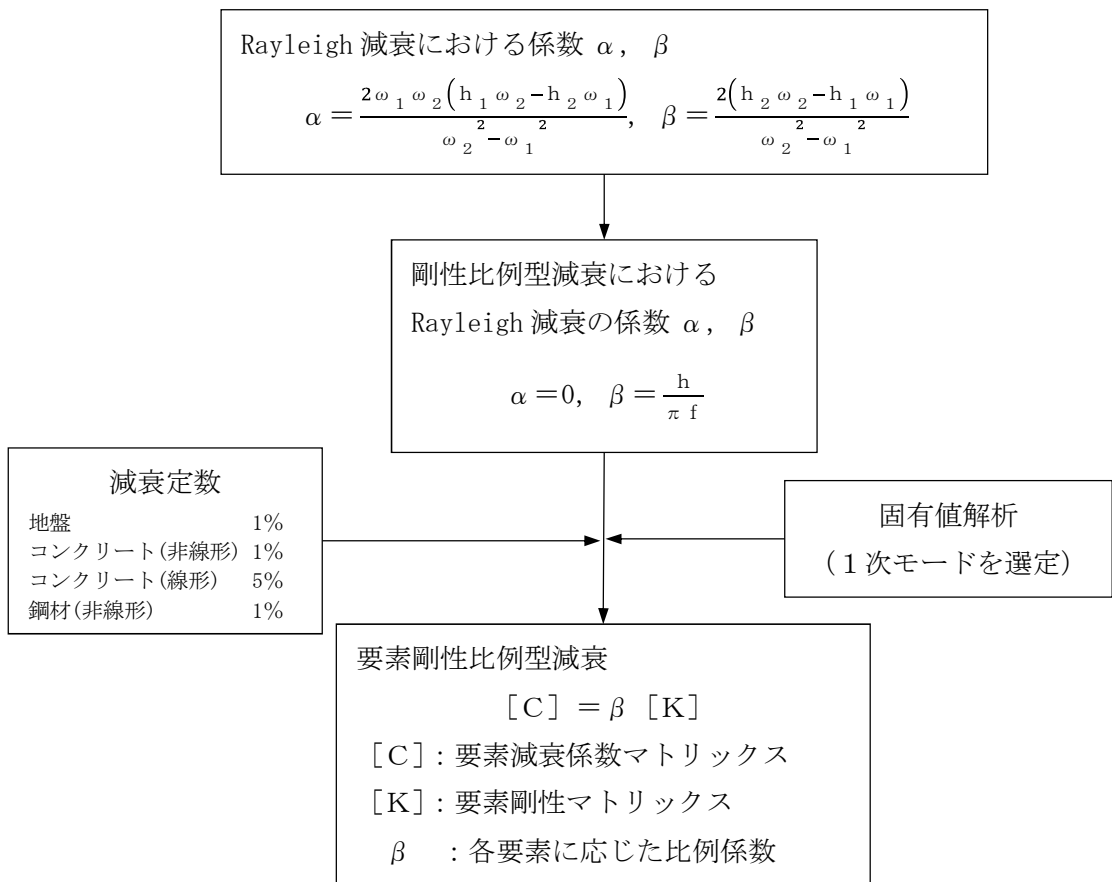 Rayleigh 減衰における係数 α, β
α＝2ω₁ω₂(h₁ω₂−h₂ω₁)/(ω₂²−ω₁²), β＝2(h₂ω₂−h₁ω₁)/(ω₂²−ω₁²)
剛性比例型減衰における
Rayleigh 減衰の係数 α, β
α＝0, β＝h/(π f)
減衰定数
地盤 1%
コンクリート(非線形) 1%
コンクリート(線形) 5%
鋼材(非線形) 1%
固有値解析
（１次モードを選定）
要素剛性比例型減衰
［Ｃ］＝β［Ｋ］
［Ｃ］：要素減衰係数マトリックス
［Ｋ］：要素剛性マトリックス
β ：各要素に応じた比例係数